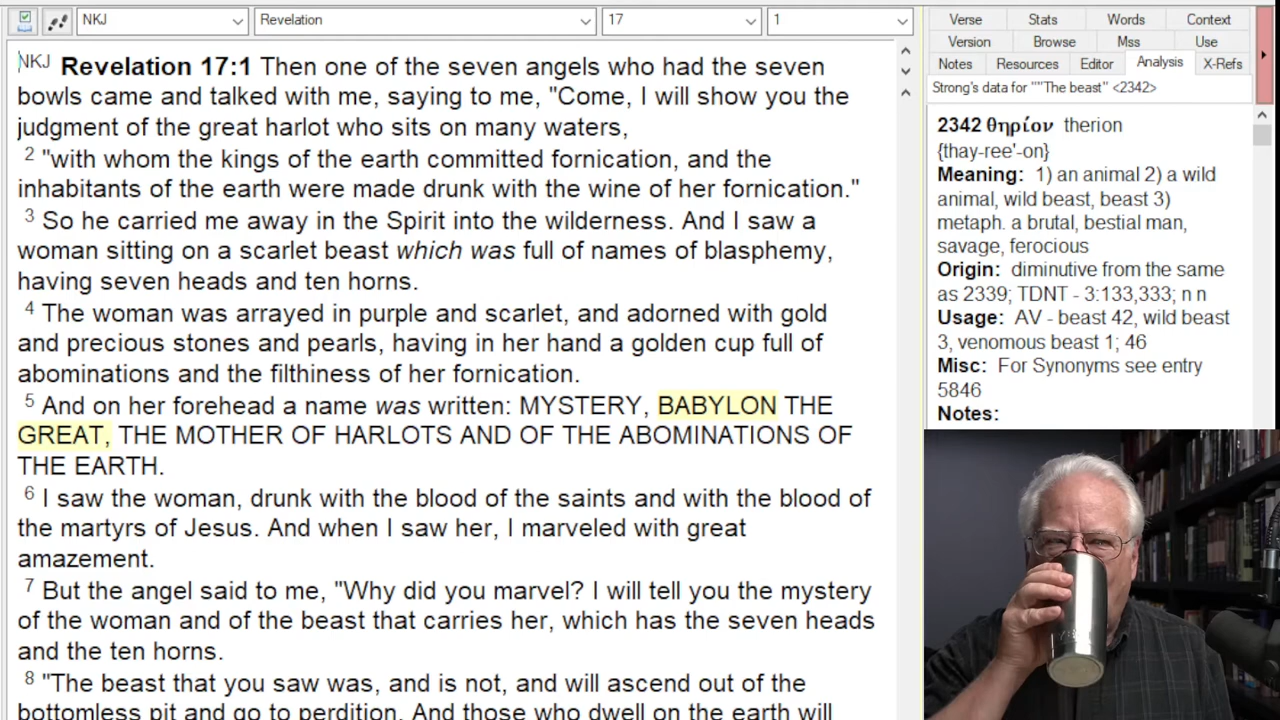 NKJ Revelation 17 1
NKJ Revelation 17:1 Then one of the seven angels who had the seven
bowls came and talked with me, saying to me, "Come, I will show you the
judgment of the great harlot who sits on many waters,
2 "with whom the kings of the earth committed fornication, and the
inhabitants of the earth were made drunk with the wine of her fornication."
3 So he carried me away in the Spirit into the wilderness. And I saw a
woman sitting on a scarlet beast which was full of names of blasphemy,
having seven heads and ten horns.
4 The woman was arrayed in purple and scarlet, and adorned with gold
and precious stones and pearls, having in her hand a golden cup full of
abominations and the filthiness of her fornication.
5 And on her forehead a name was written: MYSTERY, BABYLON THE
GREAT, THE MOTHER OF HARLOTS AND OF THE ABOMINATIONS OF
THE EARTH.
6 I saw the woman, drunk with the blood of the saints and with the blood of
the martyrs of Jesus. And when I saw her, I marveled with great
amazement.
7 But the angel said to me, "Why did you marvel? I will tell you the mystery
of the woman and of the beast that carries her, which has the seven heads
and the ten horns.
8 "The beast that you saw was, and is not, and will ascend out of the
bottomless pit and go to perdition. And those who dwell on the earth will
Verse Stats Words Context
Version Browse Mss Use
Notes Resources Editor Analysis X-Refs
Strong's data for ""The beast" <2342>
2342 θηρίον therion
{thay-ree'-on}
Meaning: 1) an animal 2) a wild
animal, wild beast, beast 3)
metaph. a brutal, bestial man,
savage, ferocious
Origin: diminutive from the same
as 2339; TDNT - 3:133,333; n n
Usage: AV - beast 42, wild beast
3, venomous beast 1; 46
Misc: For Synonyms see entry
5846
Notes: